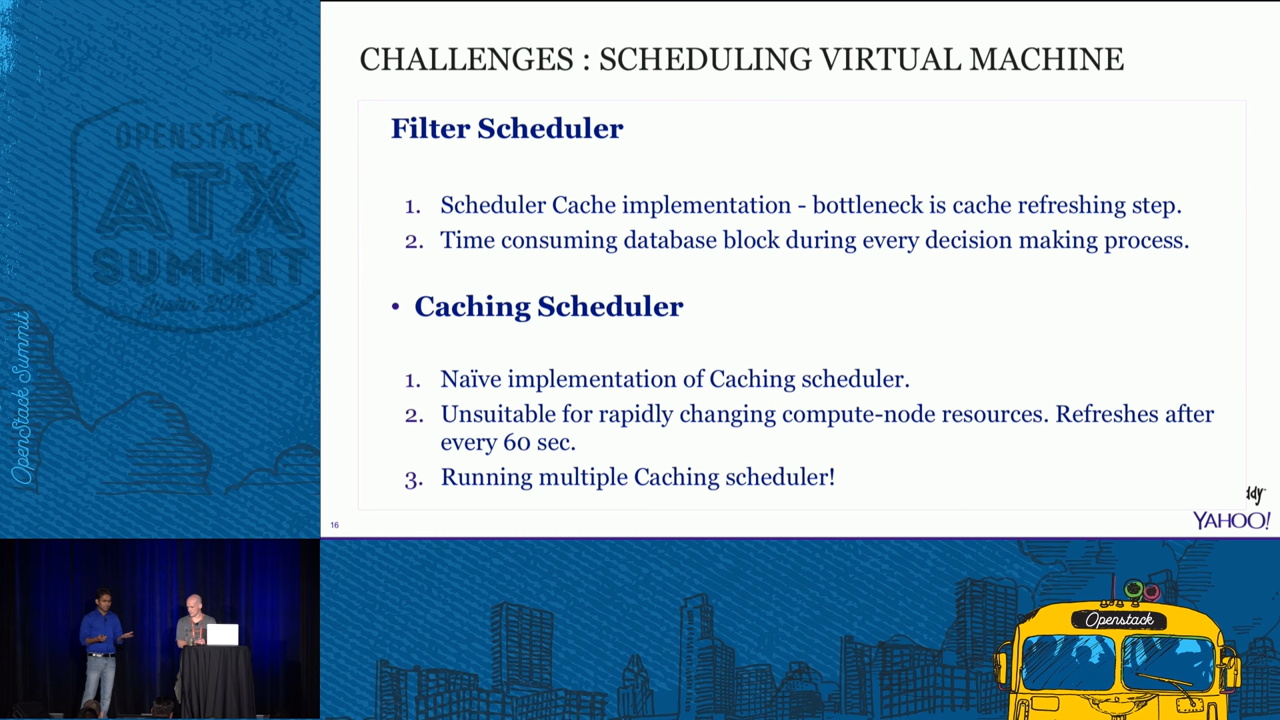 CHALLENGES : SCHEDULING VIRTUAL MACHINE
Filter Scheduler
1. Scheduler Cache implementation - bottleneck is cache refreshing step.
2. Time consuming database block during every decision making process.
• Caching Scheduler
1. Naïve implementation of Caching scheduler.
2. Unsuitable for rapidly changing compute-node resources. Refreshes after
every 60 sec.
3. Running multiple Caching scheduler!
16
ddy
YAHOO!
OPENSTACK
ATX
SUMMIT
Austin 2016
OpenStack Summit
Openstack